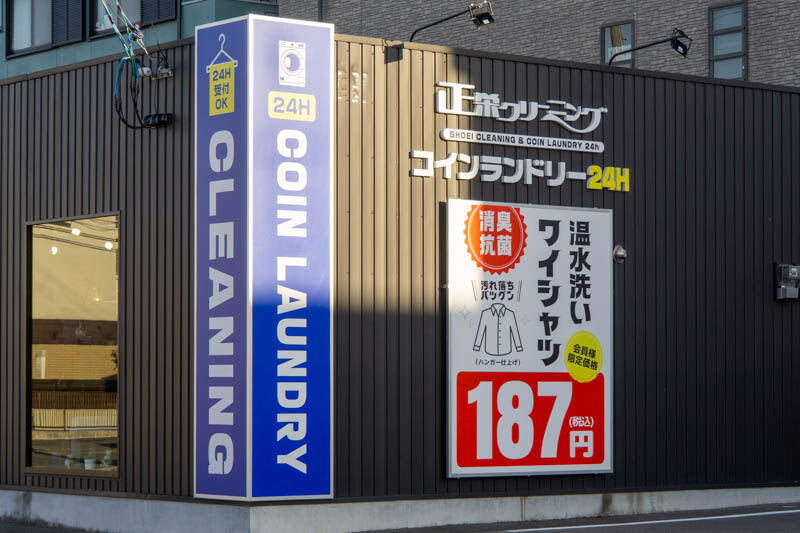 24H
受付
OK
CLEANING
24H
COIN LAUNDRY
正栄クリーニング
SHOEI CLEANING & COIN LAUNDRY 24h
コインランドリー24H
消臭
抗菌
温水洗い
ワイシャツ
汚れ落ち
バツグン
(ハンガー仕上げ)
会員様
限定価格
187円
(税込)